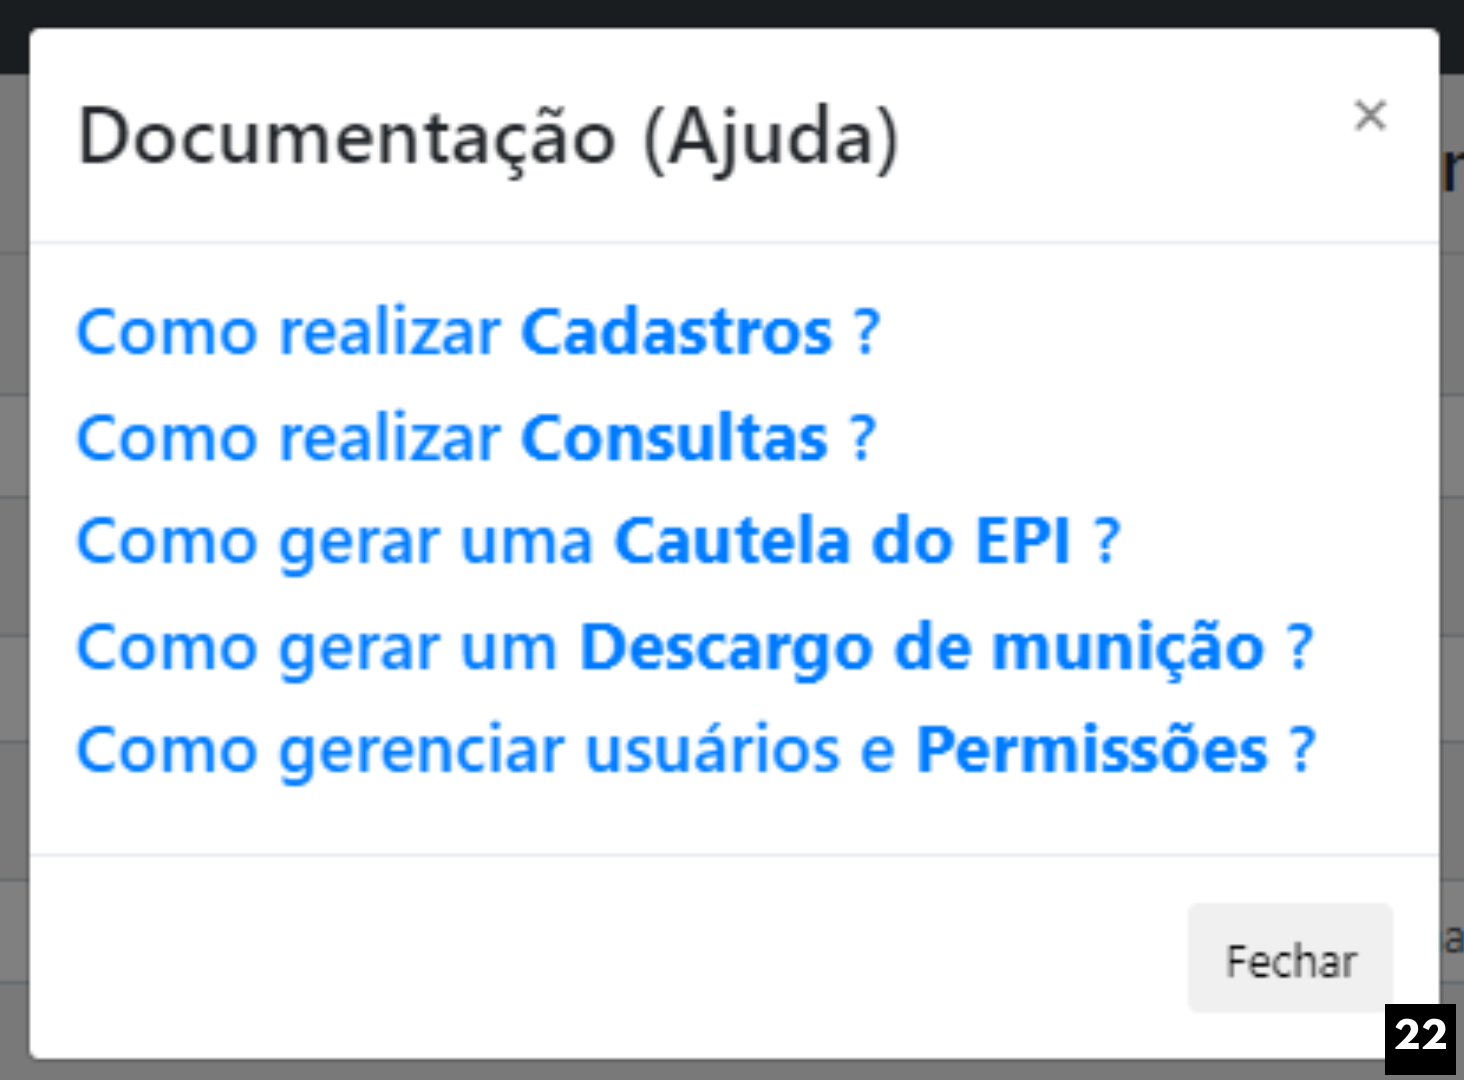 Documentação (Ajuda)
×
Como realizar Cadastros ?
Como realizar Consultas ?
Como gerar uma Cautela do EPI ?
Como gerar um Descargo de munição ?
Como gerenciar usuários e Permissões ?
Fechar
22